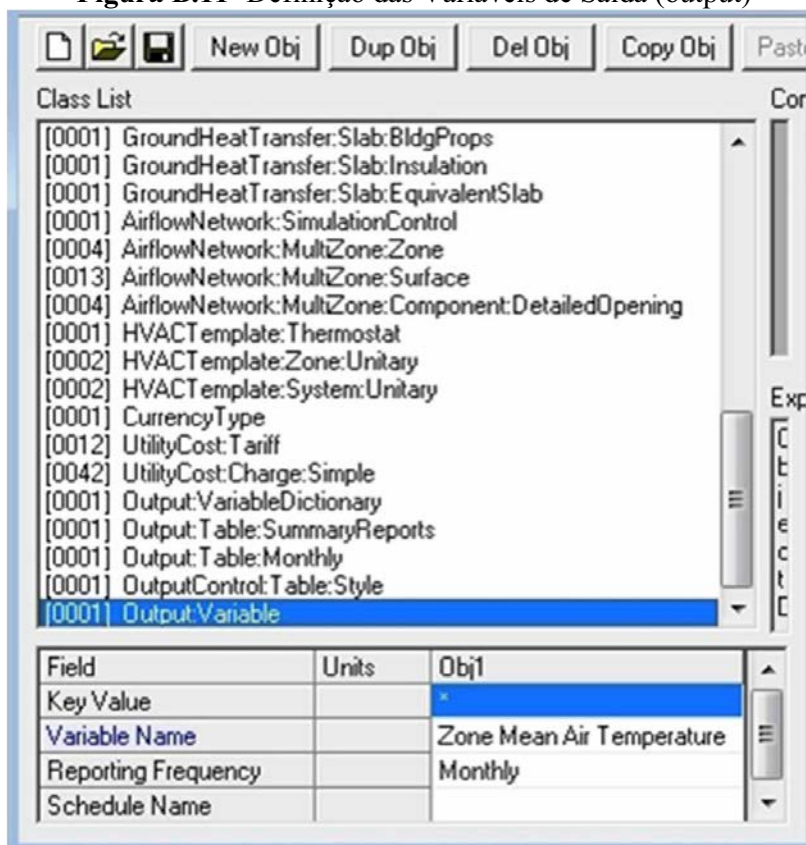 Figura B.11- Definição das Variáveis de Saída (output)
New Obj Dup Obj Del Obj Copy Obj Paste
Class List
[0001] GroundHeatTransfer:Slab:BldgProps
[0001] GroundHeatTransfer:Slab:Insulation
[0001] GroundHeatTransfer:Slab:EquivalentSlab
[0001] AirflowNetwork:SimulationControl
[0004] AirflowNetwork:MultiZone:Zone
[0013] AirflowNetwork:MultiZone:Surface
[0004] AirflowNetwork:MultiZone:Component:DetailedOpening
[0001] HVACTemplate:Thermostat
[0002] HVACTemplate:Zone:Unitary
[0002] HVACTemplate:System:Unitary
[0001] CurrencyType
[0012] UtilityCost:Tariff
[0042] UtilityCost:Charge:Simple
[0001] Output:VariableDictionary
[0001] Output:Table:SummaryReports
[0001] Output:Table:Monthly
[0001] OutputControl:Table:Style
[0001] Output:Variable
Field Units Obj1
Key Value *
Variable Name Zone Mean Air Temperature
Reporting Frequency Monthly
Schedule Name